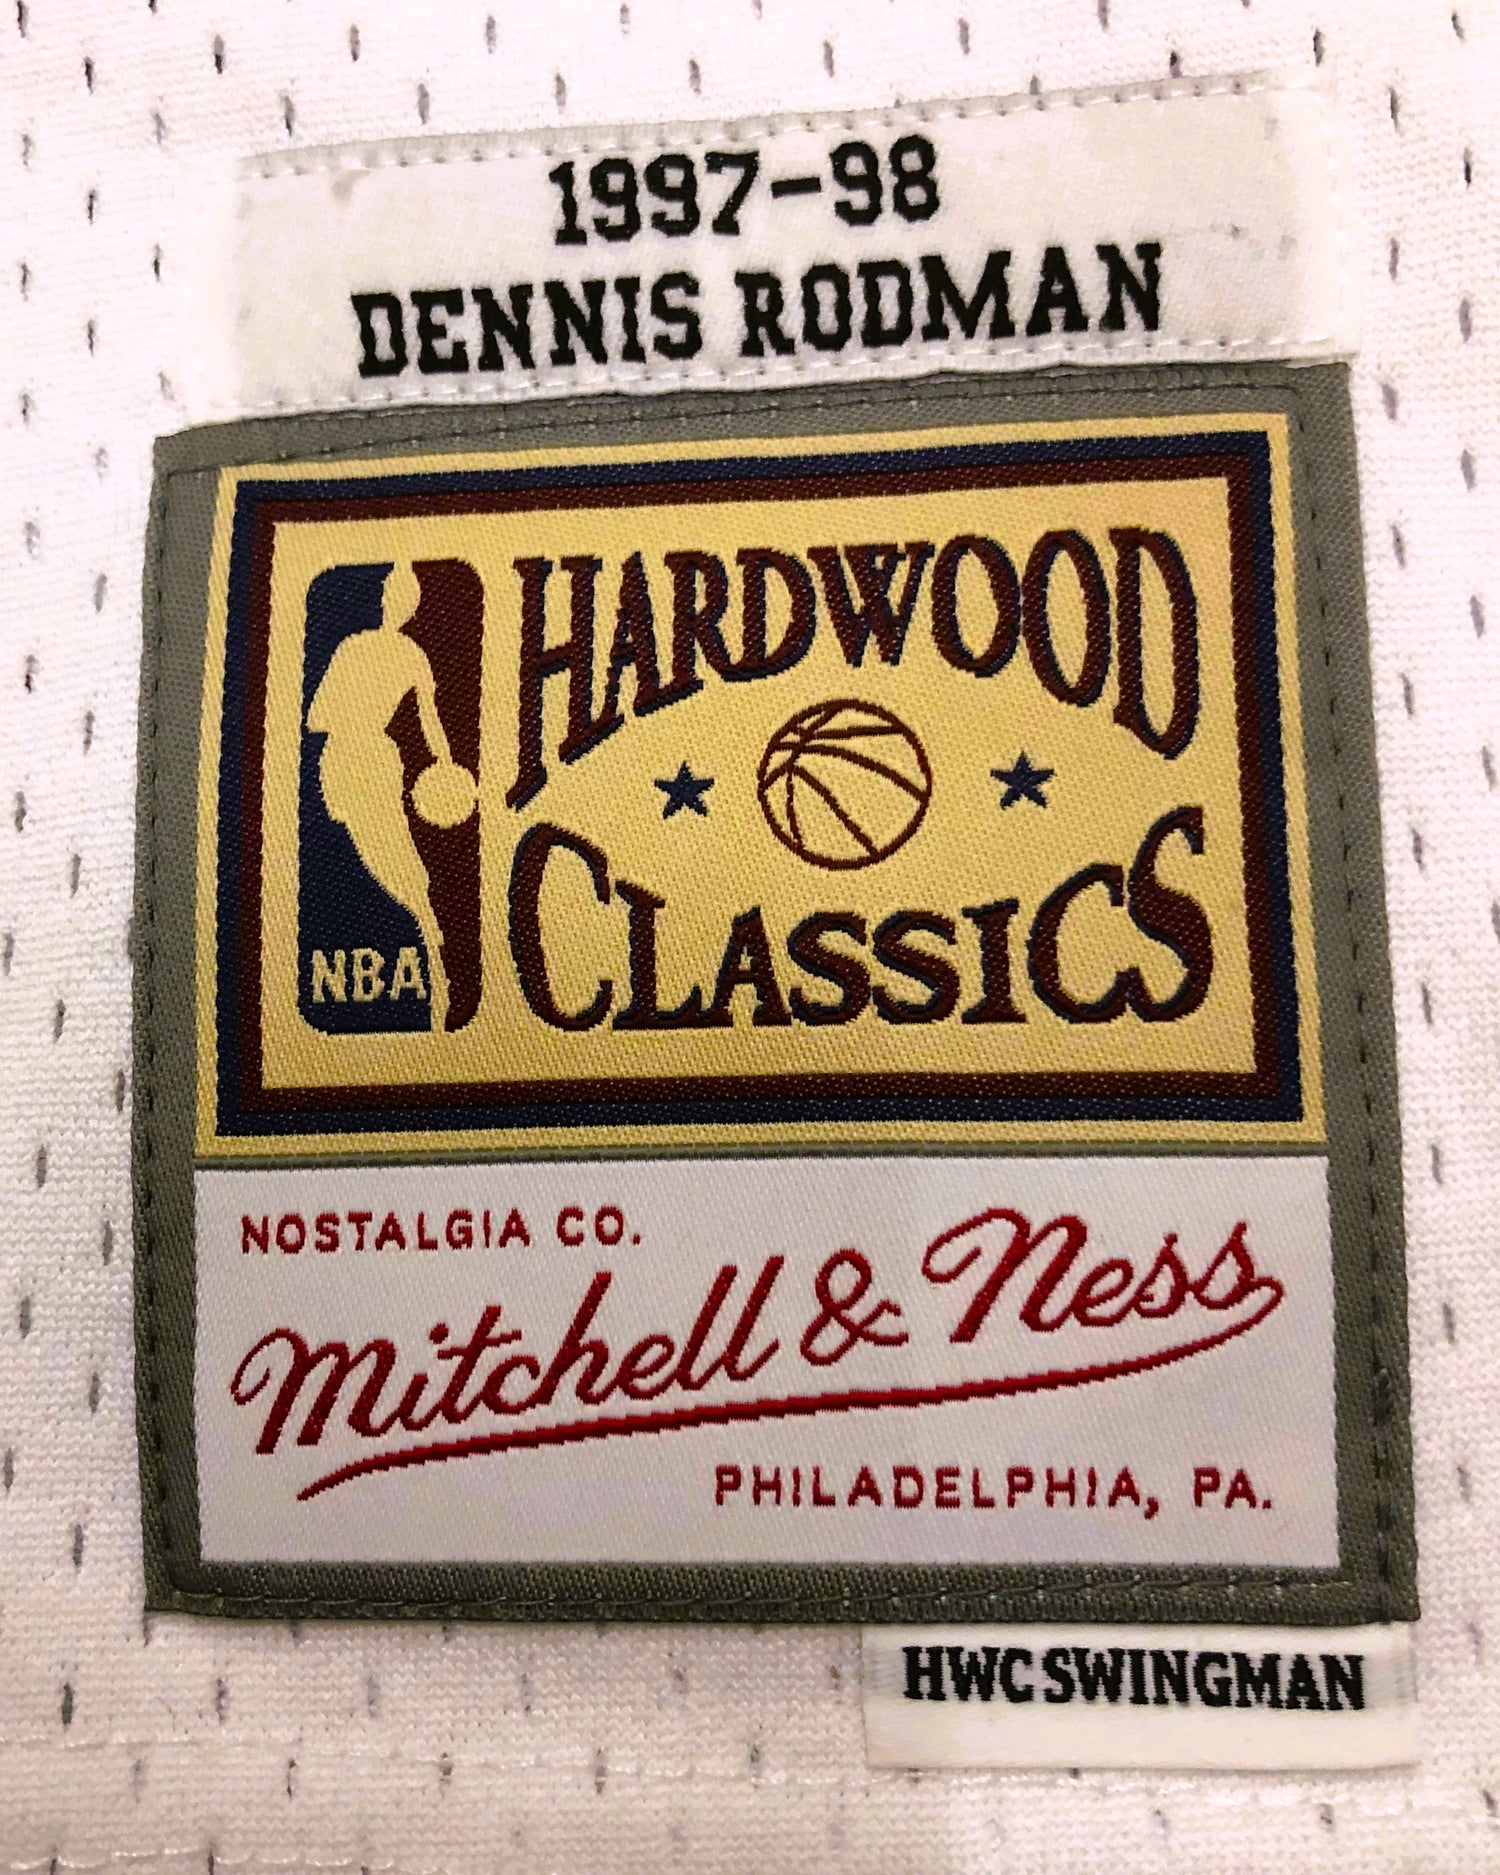 1997-98
DENNIS RODMAN
HARDWOOD
CLASSICS
NBA
NOSTALGIA CO.
Mitchell & Ness
PHILADELPHIA, PA.
HWC SWINGMAN